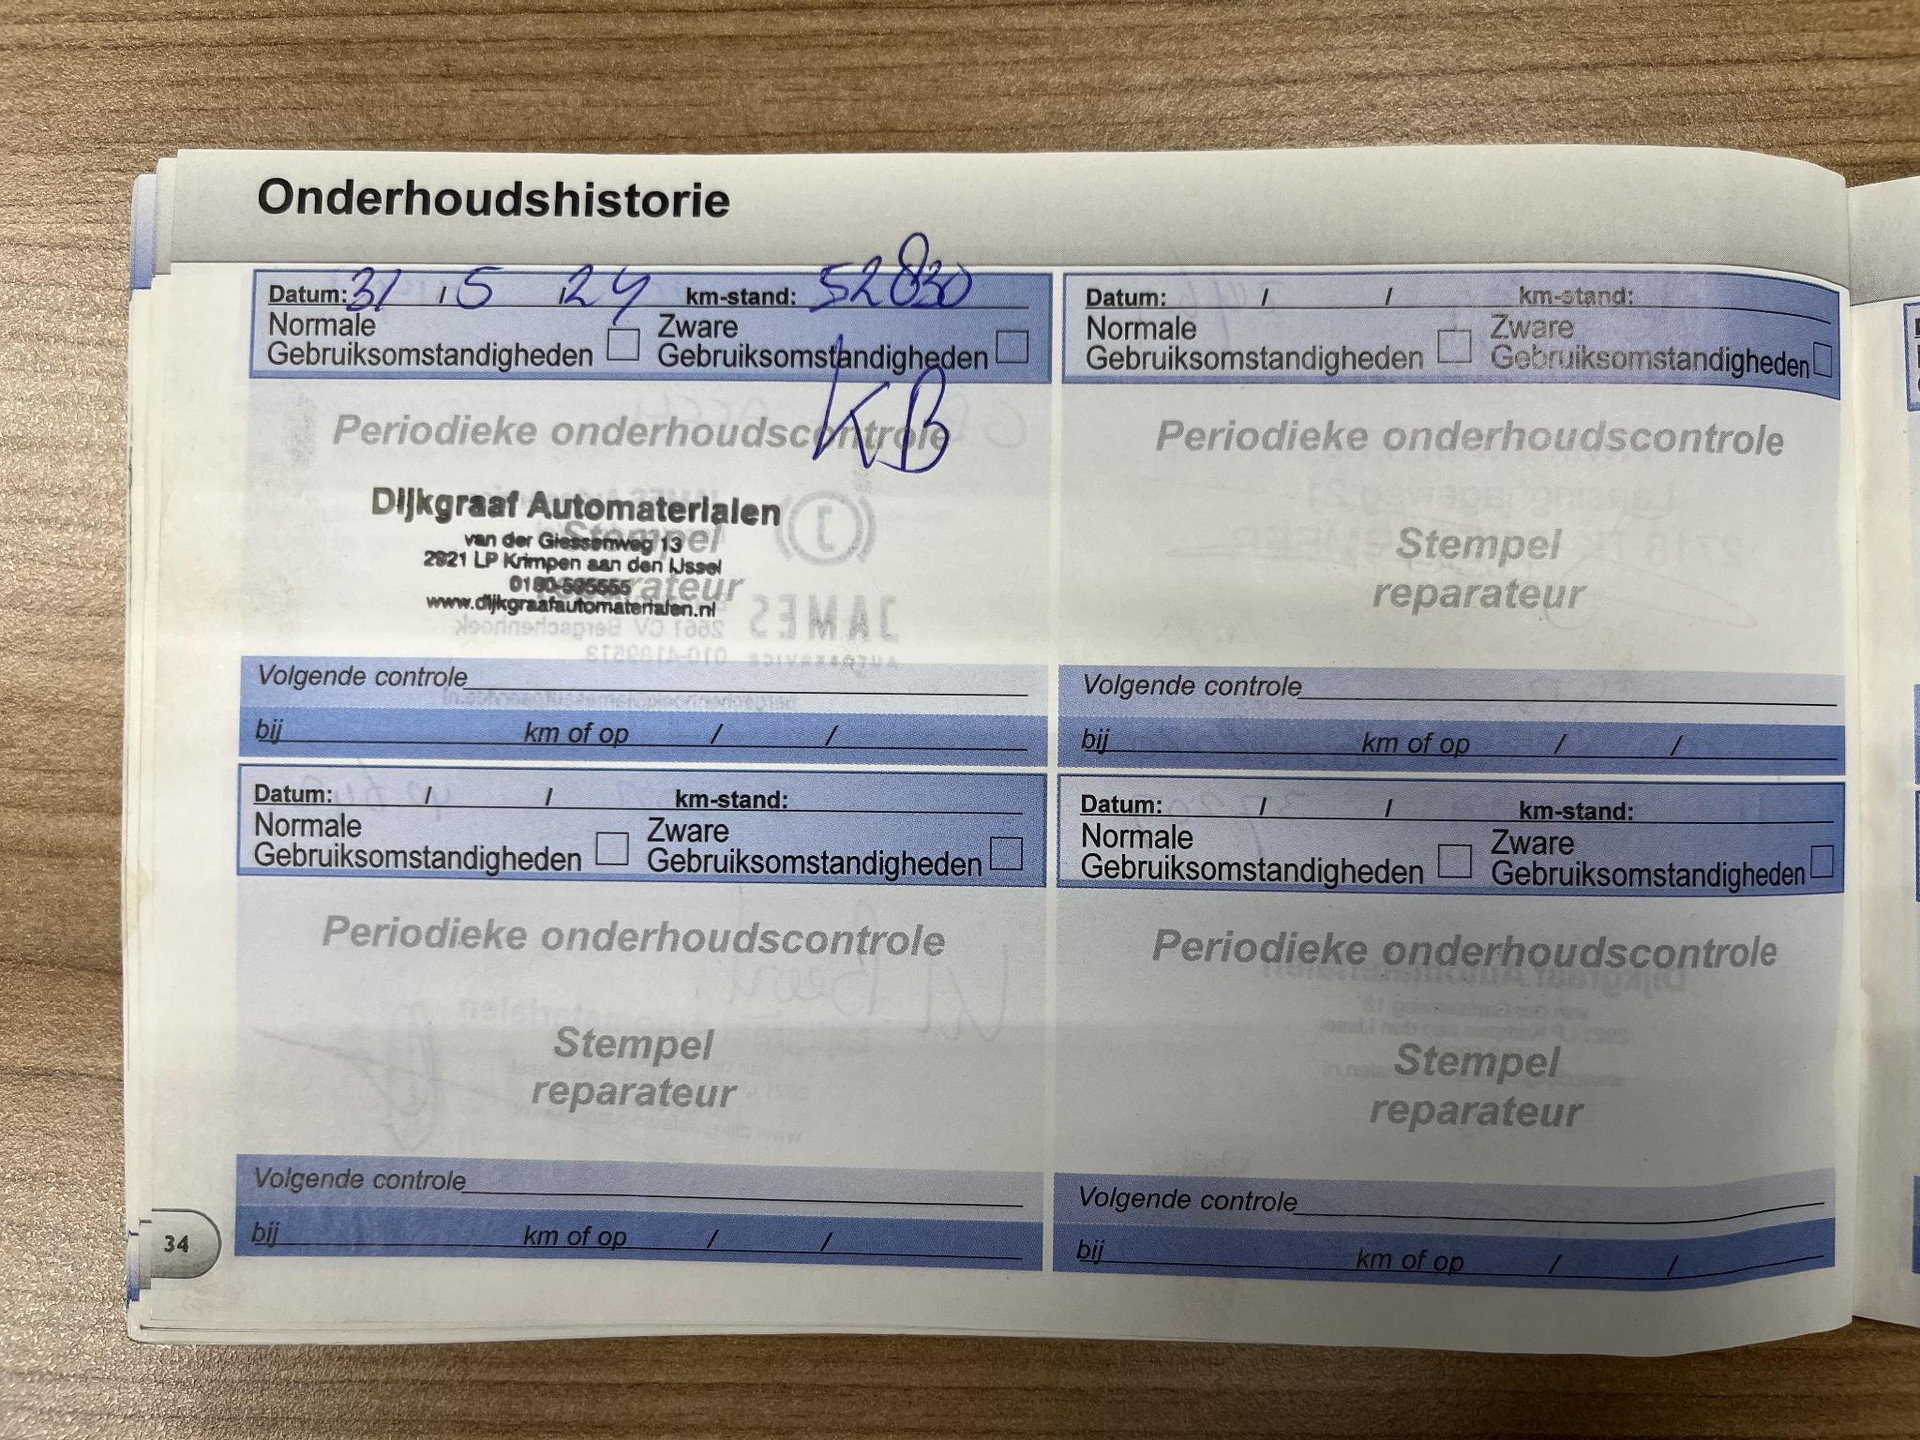 Onderhoudshistorie
Datum: 31 / 5 / 24 km-stand: 52830
Normale Gebruiksomstandigheden
Zware Gebruiksomstandigheden
KB
Periodieke onderhoudscontrole
Stempel
reparateur
Dijkgraaf Automaterialen
van der Giessenweg 13
2921 LP Krimpen aan den IJssel
www.dijkgraafautomaterialen.nl
Volgende controle
bij km of op / /
Datum: / / km-stand:
Normale Gebruiksomstandigheden
Zware Gebruiksomstandigheden
Periodieke onderhoudscontrole
Stempel
reparateur
Volgende controle
bij km of op / /
Datum: / / km-stand:
Normale Gebruiksomstandigheden
Zware Gebruiksomstandigheden
Periodieke onderhoudscontrole
Stempel
reparateur
Volgende controle
bij km of op / /
Datum: / / km-stand:
Normale Gebruiksomstandigheden
Zware Gebruiksomstandigheden
Periodieke onderhoudscontrole
Stempel
reparateur
Volgende controle
bij km of op / /
34